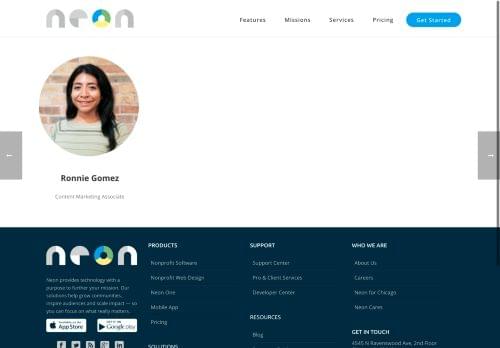 neon
Features Missions Services Pricing Get Started
←
→
Ronnie Gomez
Content Marketing Associate
neon
Neon provides technology with a
purpose to further your mission. Our
solutions help grow communities,
inspire audiences and scale impact — so
you can focus on what really matters.
Available on the
App Store
GET IT ON
Google play
PRODUCTS
Nonprofit Software
Nonprofit Web Design
Neon One
Mobile App
Pricing
SOLUTIONS
SUPPORT
Support Center
Pro & Client Services
Developer Center
RESOURCES
Blog
WHO WE ARE
About Us
Careers
Neon for Chicago
Neon Cares
GET IN TOUCH
4545 N Ravenswood Ave, 2nd Floor